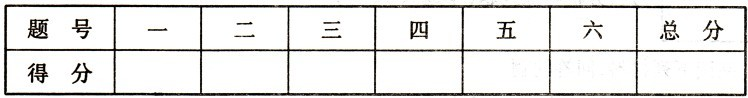 题号 一 二 三 四 五 六 总分
得分